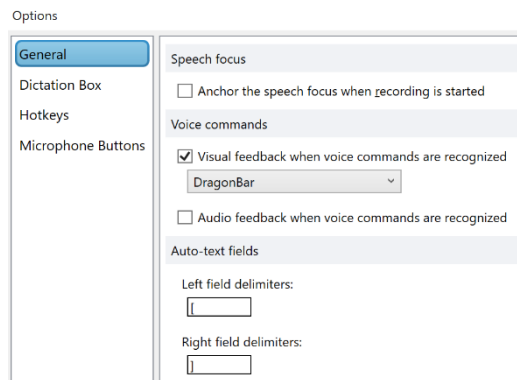 Options
General
Dictation Box
Hotkeys
Microphone Buttons
Speech focus
Anchor the speech focus when recording is started
Voice commands
Visual feedback when voice commands are recognized
DragonBar
Audio feedback when voice commands are recognized
Auto-text fields
Left field delimiters:
[
Right field delimiters:
]